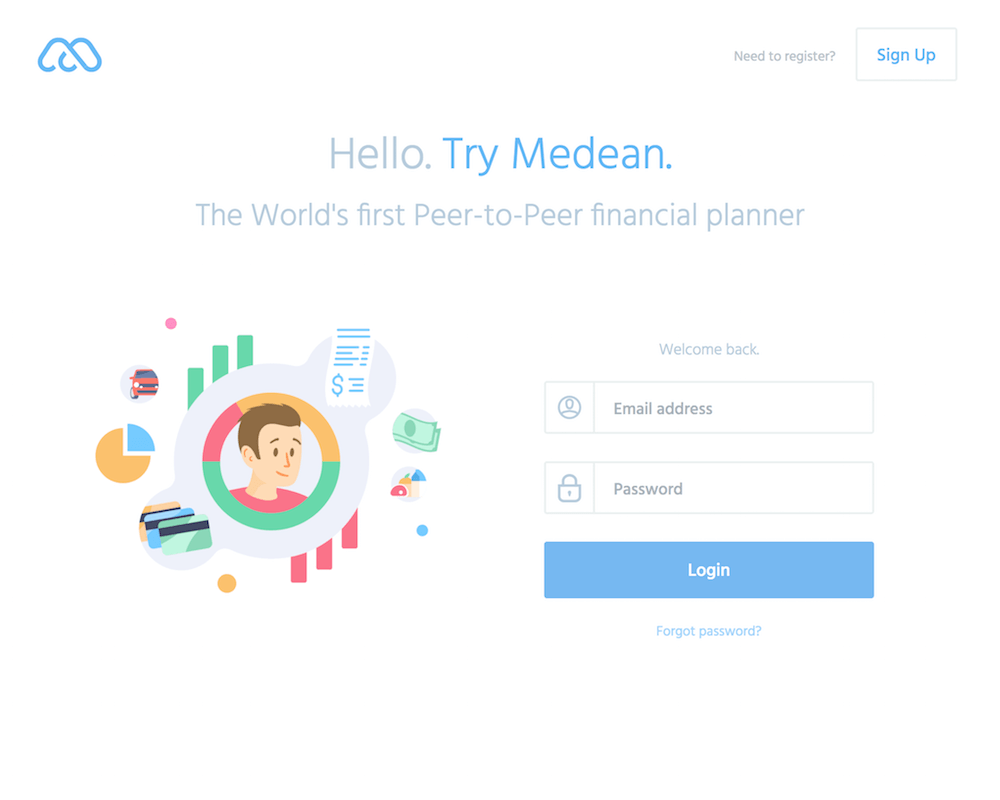 Need to register?
Sign Up
Hello. Try Medean.
The World's first Peer-to-Peer financial planner
$
Welcome back.
Email address
Password
Login
Forgot password?